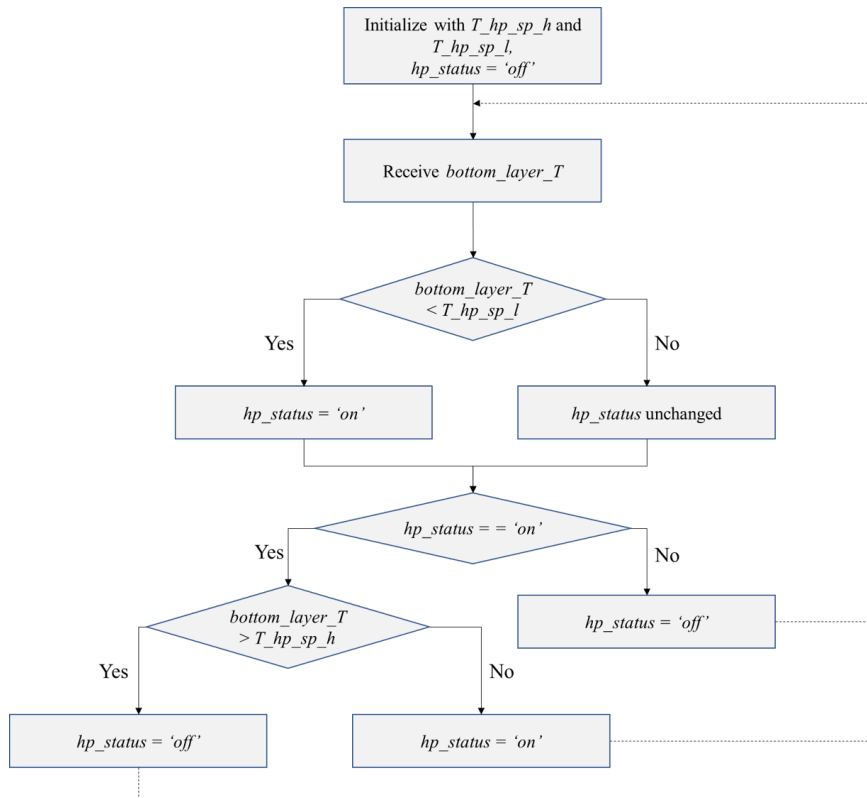 Initialize with T_hp_sp_h and
T_hp_sp_l,
hp_status = ‘off’
Receive bottom_layer_T
bottom_layer_T
< T_hp_sp_l
Yes
No
hp_status = ‘on’
hp_status unchanged
hp_status = = ‘on’
Yes
No
bottom_layer_T
> T_hp_sp_h
hp_status = ‘off’
Yes
No
hp_status = ‘off’
hp_status = ‘on’